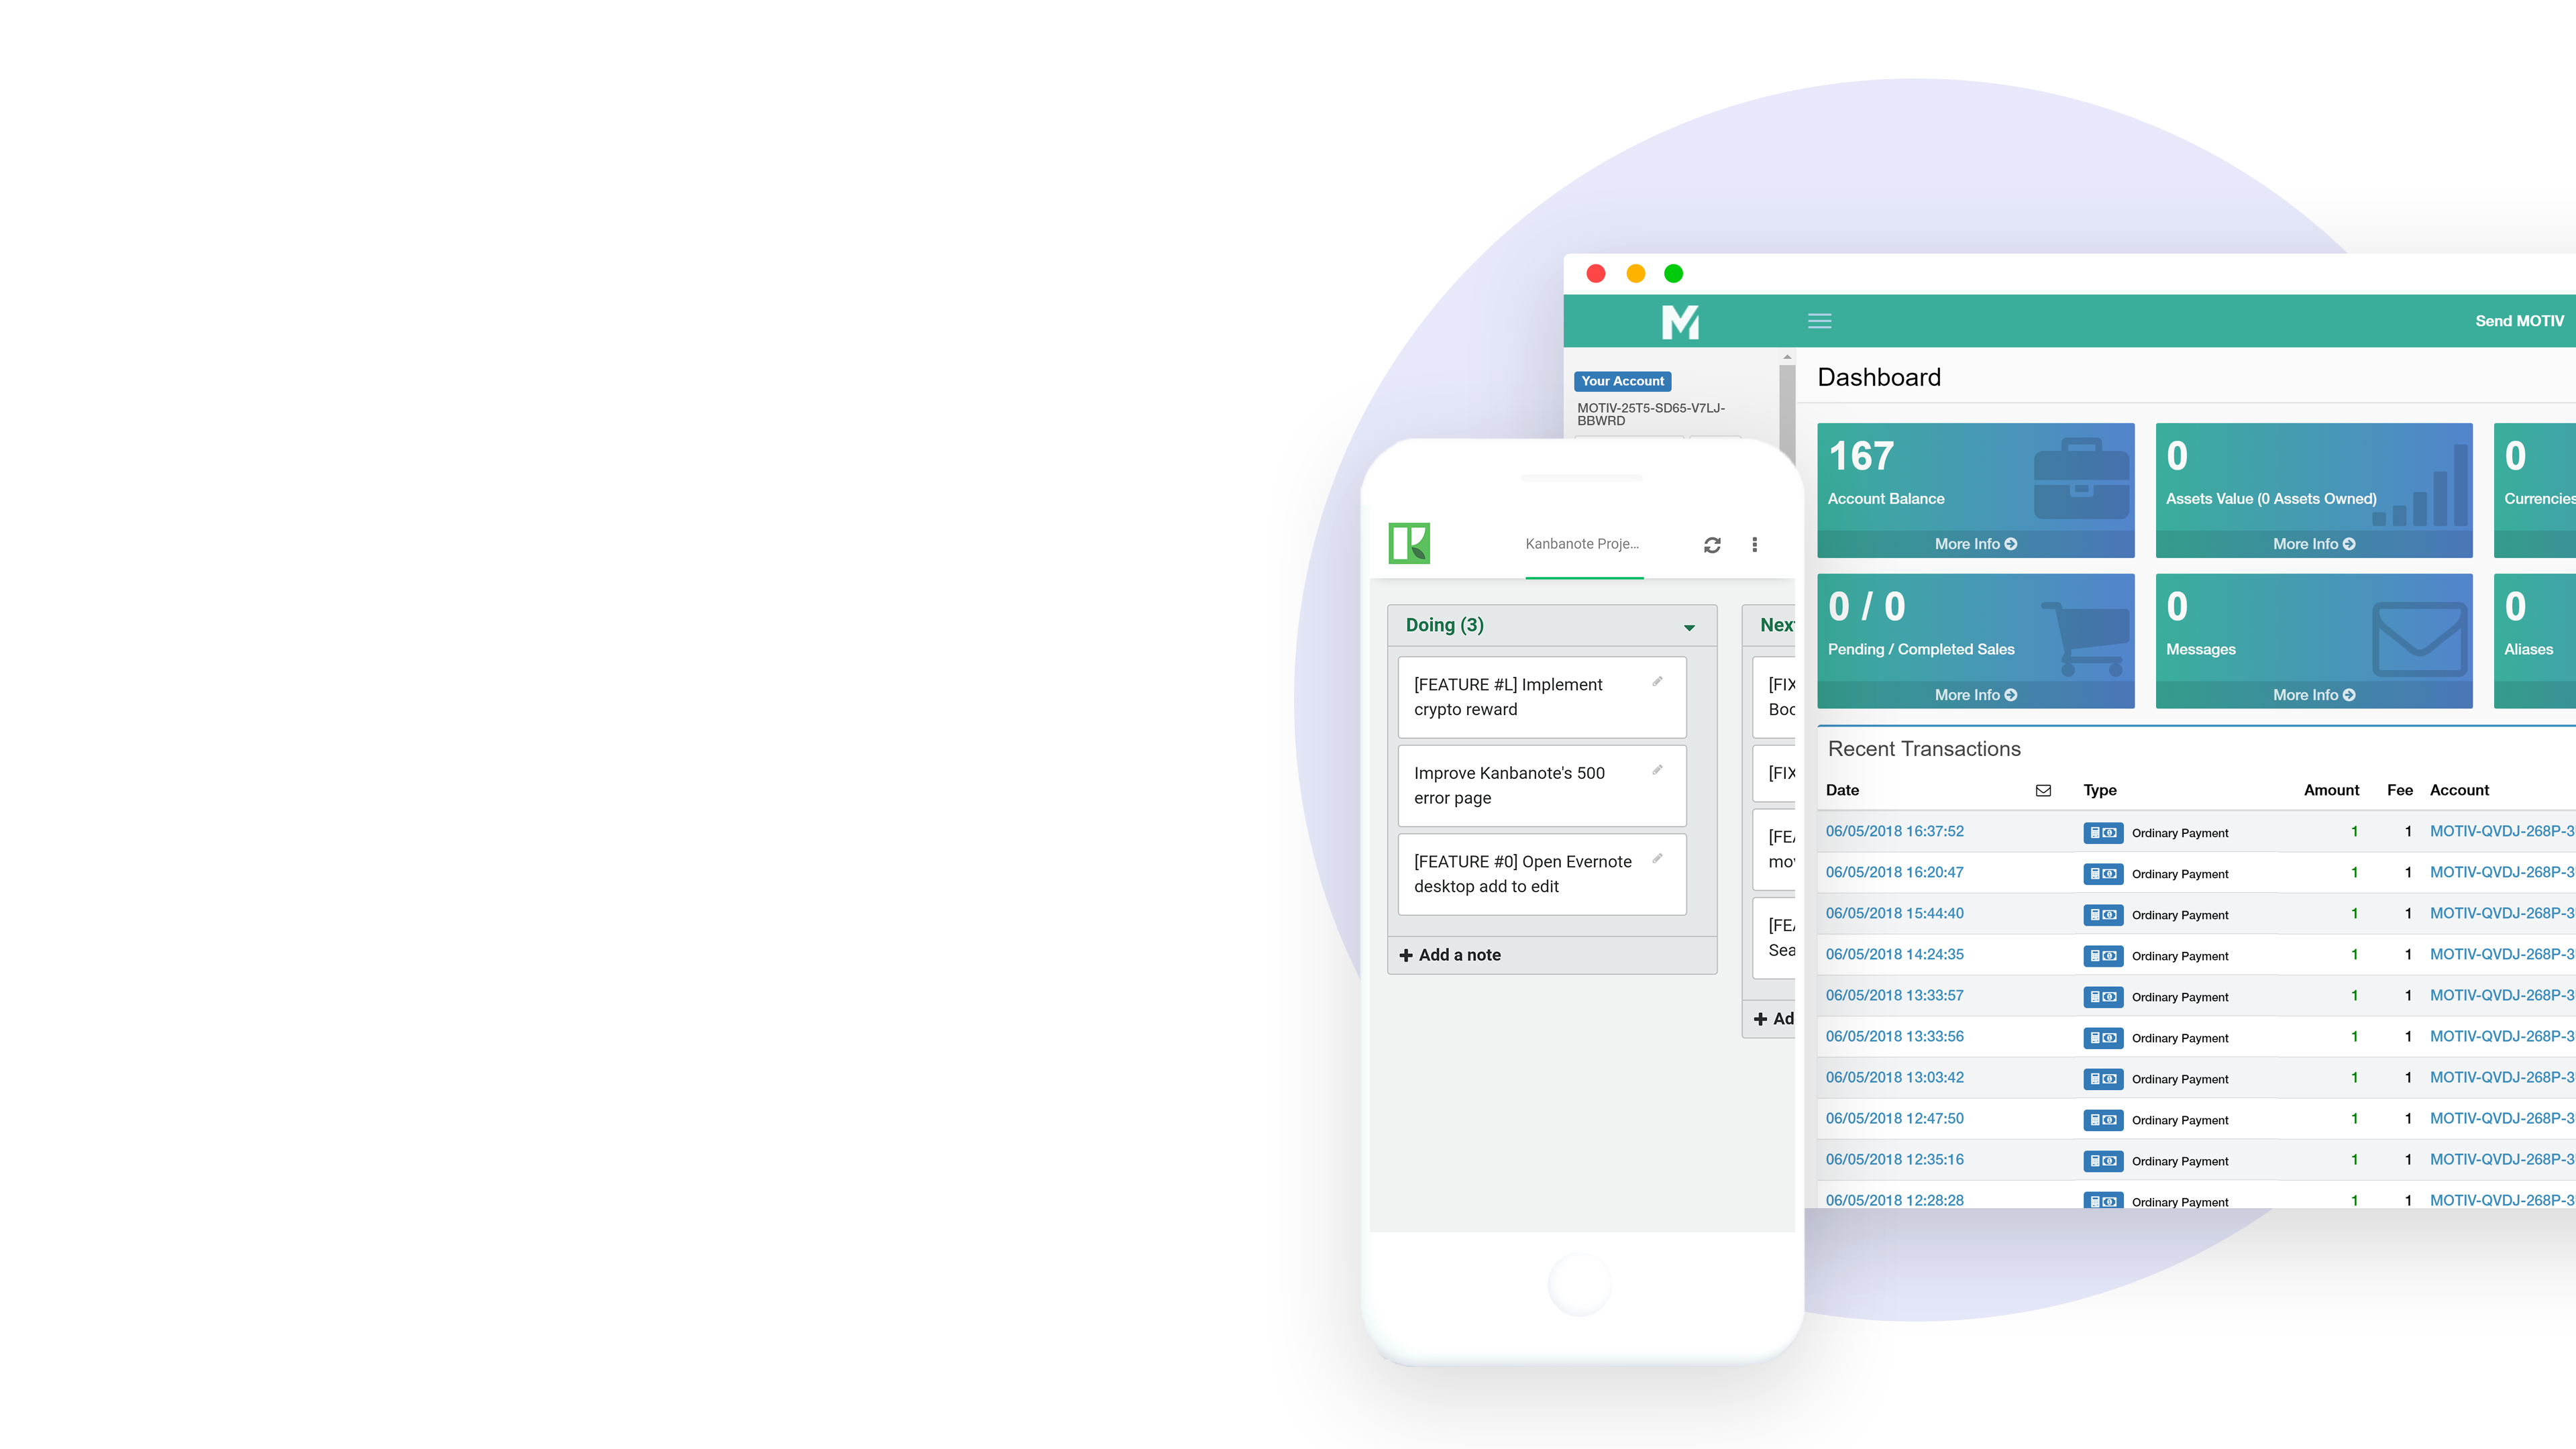 Send MOTIV
Your Account
MOTIV-25T5-SD65-V7LJ-
BBWRD
Dashboard
167
Account Balance
More Info
0
Assets Value (0 Assets Owned)
More Info
0
Currencies
0 / 0
Pending / Completed Sales
More Info
0
Messages
More Info
0
Aliases
Recent Transactions
Date Type Amount Fee Account
06/05/2018 16:37:52 Ordinary Payment 1 1 MOTIV-QVDJ-268P-3
06/05/2018 16:20:47 Ordinary Payment 1 1 MOTIV-QVDJ-268P-3
06/05/2018 15:44:40 Ordinary Payment 1 1 MOTIV-QVDJ-268P-3
06/05/2018 14:24:35 Ordinary Payment 1 1 MOTIV-QVDJ-268P-3
06/05/2018 13:33:57 Ordinary Payment 1 1 MOTIV-QVDJ-268P-3
06/05/2018 13:33:56 Ordinary Payment 1 1 MOTIV-QVDJ-268P-3
06/05/2018 13:03:42 Ordinary Payment 1 1 MOTIV-QVDJ-268P-3
06/05/2018 12:47:50 Ordinary Payment 1 1 MOTIV-QVDJ-268P-3
06/05/2018 12:35:16 Ordinary Payment 1 1 MOTIV-QVDJ-268P-3
06/05/2018 12:28:28 Ordinary Payment 1 1 MOTIV-QVDJ-268P-3
Kanbanote Proje...
Doing (3)
[FEATURE #L] Implement
crypto reward
Improve Kanbanote's 500
error page
[FEATURE #0] Open Evernote
desktop add to edit
+ Add a note
Next
[FIX
Boo
[FIX
[FEA
mov
[FEA
Sea
+ Ad